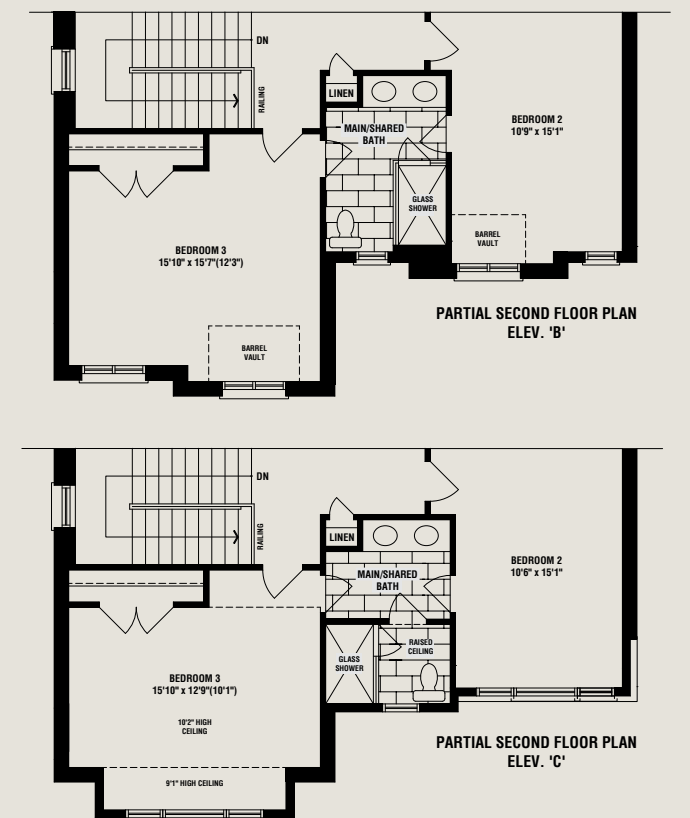 DN
RAILING
LINEN
MAIN/SHARED
BATH
BEDROOM 2
10'9" x 15'1"
GLASS
SHOWER
BARREL
VAULT
BEDROOM 3
15'10" x 15'7"(12'3")
BARREL
VAULT
PARTIAL SECOND FLOOR PLAN
ELEV. 'B'
DN
RAILING
LINEN
MAIN/SHARED
BATH
BEDROOM 2
10'6" x 15'1"
RAISED
CEILING
GLASS
SHOWER
BEDROOM 3
15'10" x 12'9"(10'1")
10'2" HIGH
CEILING
9'1" HIGH CEILING
PARTIAL SECOND FLOOR PLAN
ELEV. 'C'